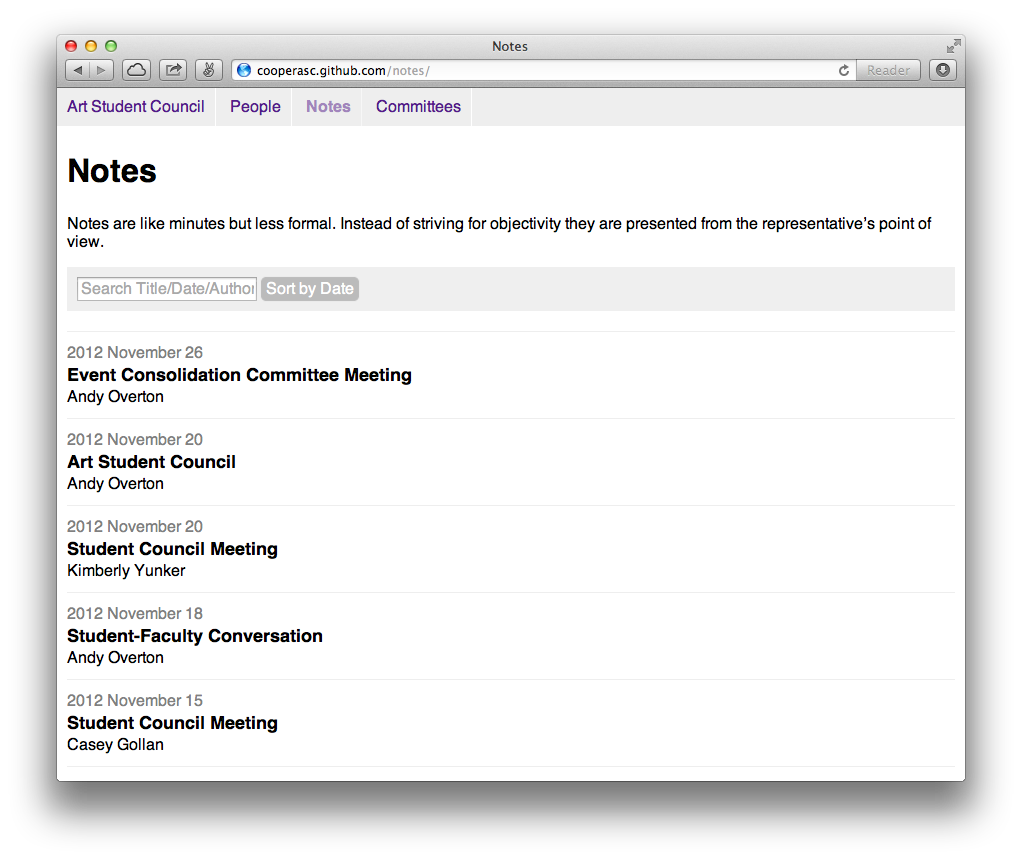 Notes
cooperasc.github.com/notes/
Reader
Art Student Council
People
Notes
Committees
Notes
Notes are like minutes but less formal. Instead of striving for objectivity they are presented from the representative’s point of
view.
Search Title/Date/Author
Sort by Date
2012 November 26
Event Consolidation Committee Meeting
Andy Overton
2012 November 20
Art Student Council
Andy Overton
2012 November 20
Student Council Meeting
Kimberly Yunker
2012 November 18
Student-Faculty Conversation
Andy Overton
2012 November 15
Student Council Meeting
Casey Gollan